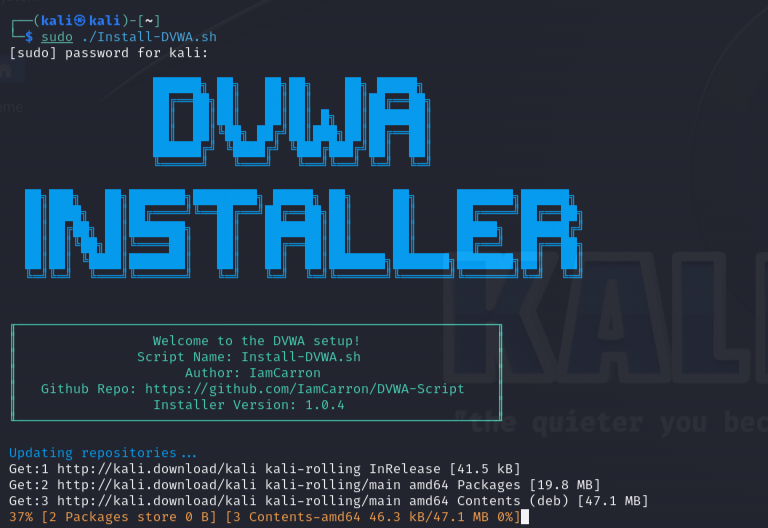 (kali㉿kali)-[~]
$ sudo ./Install-DVWA.sh
[sudo] password for kali:
DVWA
INSTALLER
Welcome to the DVWA setup!
Script Name: Install-DVWA.sh
Author: IamCarron
Github Repo: https://github.com/IamCarron/DVWA-Script
Installer Version: 1.0.4
KALI
"the quieter you bec
Updating repositories...
Get:1 http://kali.download/kali kali-rolling InRelease [41.5 kB]
Get:2 http://kali.download/kali kali-rolling/main amd64 Packages [19.8 MB]
Get:3 http://kali.download/kali kali-rolling/main amd64 Contents (deb) [47.1 MB]
37% [2 Packages store 0 B] [3 Contents-amd64 46.3 kB/47.1 MB 0%]